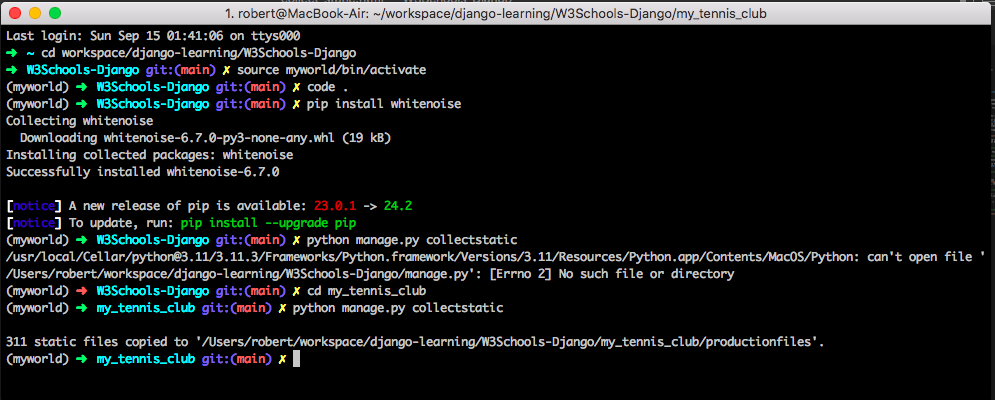 1. robert@MacBook-Air: ~/workspace/django-learning/W3Schools-Django/my_tennis_club
Last login: Sun Sep 15 01:41:06 on ttys000
➜ ~ cd workspace/django-learning/W3Schools-Django
➜ W3Schools-Django git:(main) ✗ source myworld/bin/activate
(myworld) ➜ W3Schools-Django git:(main) ✗ code .
(myworld) ➜ W3Schools-Django git:(main) ✗ pip install whitenoise
Collecting whitenoise
Downloading whitenoise-6.7.0-py3-none-any.whl (19 kB)
Installing collected packages: whitenoise
Successfully installed whitenoise-6.7.0
[notice] A new release of pip is available: 23.0.1 -> 24.2
[notice] To update, run: pip install --upgrade pip
(myworld) ➜ W3Schools-Django git:(main) ✗ python manage.py collectstatic
/usr/local/Cellar/python@3.11/3.11.3/Frameworks/Python.framework/Versions/3.11/Resources/Python.app/Contents/MacOS/Python: can't open file '
/Users/robert/workspace/django-learning/W3Schools-Django/manage.py': [Errno 2] No such file or directory
(myworld) ➜ W3Schools-Django git:(main) ✗ cd my_tennis_club
(myworld) ➜ my_tennis_club git:(main) ✗ python manage.py collectstatic
311 static files copied to '/Users/robert/workspace/django-learning/W3Schools-Django/my_tennis_club/productionfiles'.
(myworld) ➜ my_tennis_club git:(main) ✗